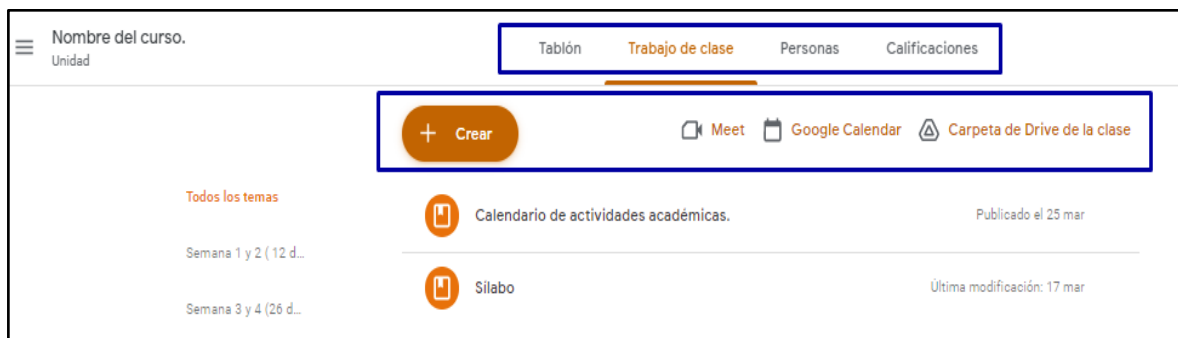 Nombre del curso.
Unidad
Tablón Trabajo de clase Personas Calificaciones
Crear Meet Google Calendar Carpeta de Drive de la clase
Todos los temas
Calendario de actividades académicas. Publicado el 25 mar
Semana 1 y 2 ( 12 d...
Sílabo Última modificación: 17 mar
Semana 3 y 4 (26 d...